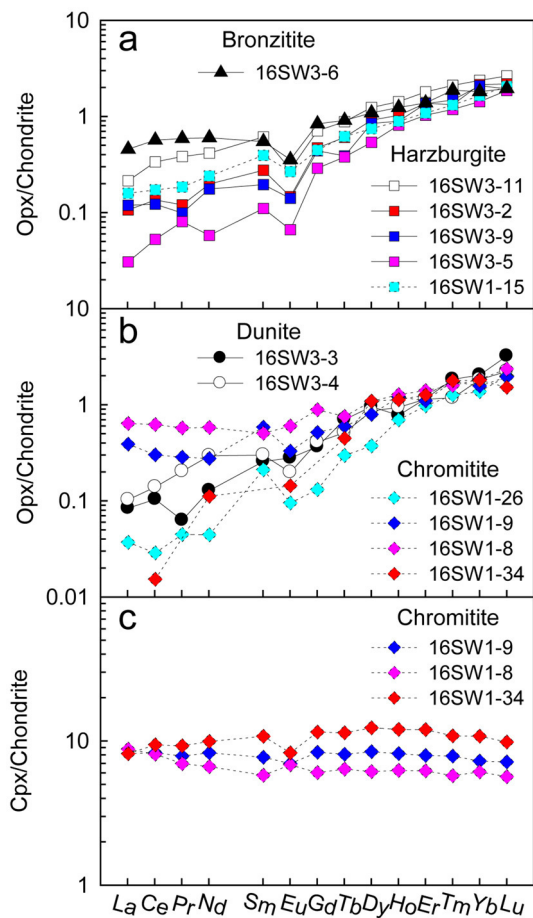 10
a
Bronzitite
16SW3-6
1
Opx/Chondrite
Harzburgite
16SW3-11
16SW3-2
0.1
16SW3-9
16SW3-5
16SW1-15
10
b
Dunite
16SW3-3
16SW3-4
1
Opx/Chondrite
Chromitite
0.1
16SW1-26
16SW1-9
16SW1-8
16SW1-34
0.01
c
Chromitite
16SW1-9
16SW1-8
16SW1-34
Cpx/Chondrite
10
1
La Ce Pr Nd Sm Eu Gd Tb Dy Ho Er Tm Yb Lu